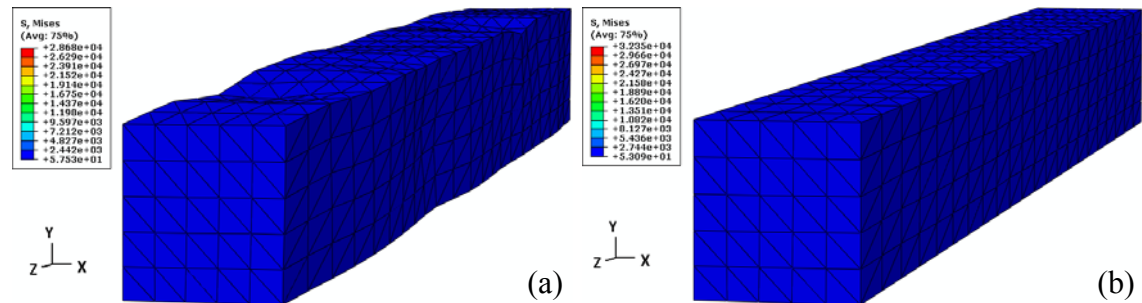 S, Mises
(Avg: 75%)
+2.868e+04
+2.629e+04
+2.391e+04
+2.152e+04
+1.914e+04
+1.675e+04
+1.437e+04
+1.198e+04
+9.597e+03
+7.212e+03
+4.827e+03
+2.442e+03
+5.753e+01
Y
Z
X
(a)
S, Mises
(Avg: 75%)
+3.235e+04
+2.966e+04
+2.697e+04
+2.427e+04
+2.158e+04
+1.889e+04
+1.620e+04
+1.351e+04
+1.082e+04
+8.127e+03
+5.436e+03
+2.744e+03
+5.309e+01
Y
Z
X
(b)